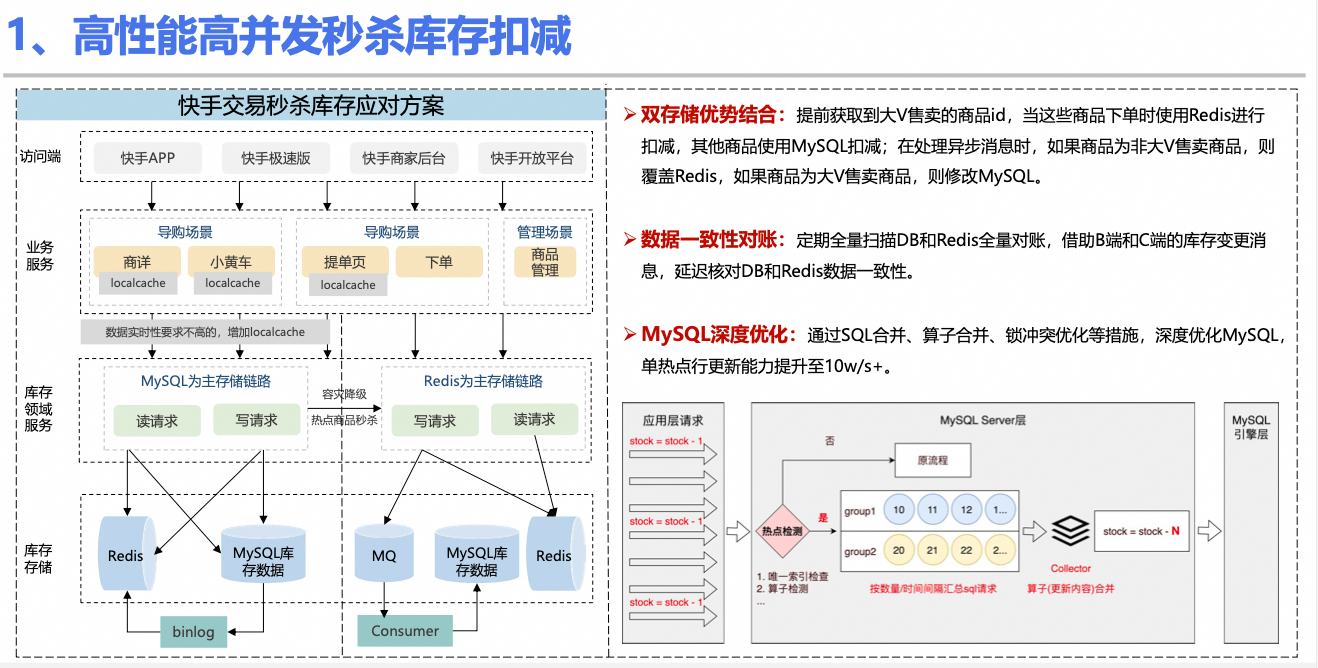 1、高性能高并发秒杀库存扣减
快手交易秒杀库存应对方案
访问端
快手APP
快手极速版
快手商家后台
快手开放平台
业务
服务
导购场景
商详
localcache
小黄车
localcache
导购场景
提单页
localcache
下单
管理场景
商品
管理
数据实时性要求不高的，增加localcache
库存
领域
服务
MySQL为主存储链路
读请求
写请求
容灾降级
热点商品秒杀
Redis为主存储链路
写请求
读请求
库存
存储
Redis
MySQL库
存数据
MQ
MySQL库
存数据
Redis
binlog
Consumer
➢ 双存储优势结合：提前获取到大V售卖的商品id，当这些商品下单时使用Redis进行
扣减，其他商品使用MySQL扣减；在处理异步消息时，如果商品为非大V售卖商品，则
覆盖Redis，如果商品为大V售卖商品，则修改MySQL。
➢ 数据一致性对账：定期全量扫描DB和Redis全量对账，借助B端和C端的库存变更消
息，延迟核对DB和Redis数据一致性。
➢ MySQL深度优化：通过SQL合并、算子合并、锁冲突优化等措施，深度优化MySQL，
单热点行更新能力提升至10w/s+。
应用层请求
stock = stock - 1
stock = stock - 1
stock = stock - 1
MySQL Server层
否
原流程
热点检测
是
1. 唯一索引检查
2. 算子检测
...
group1
10
11
12
1...
group2
20
21
22
2...
按数量/时间间隔汇总sql请求
Collector
算子(更新内容)合并
stock = stock - N
MySQL
引擎层